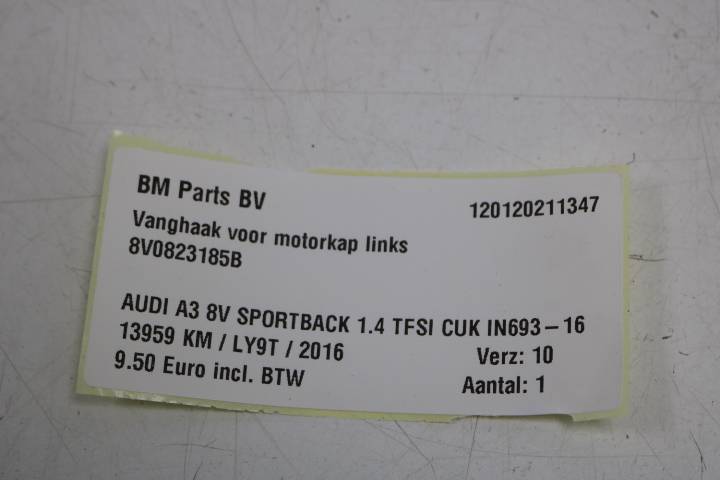 BM Parts BV 120120211347
Vanghaak voor motorkap links
8V0823185B
AUDI A3 8V SPORTBACK 1.4 TFSI CUK IN693-16
13959 KM / LY9T / 2016 Verz: 10
9.50 Euro incl. BTW Aantal: 1